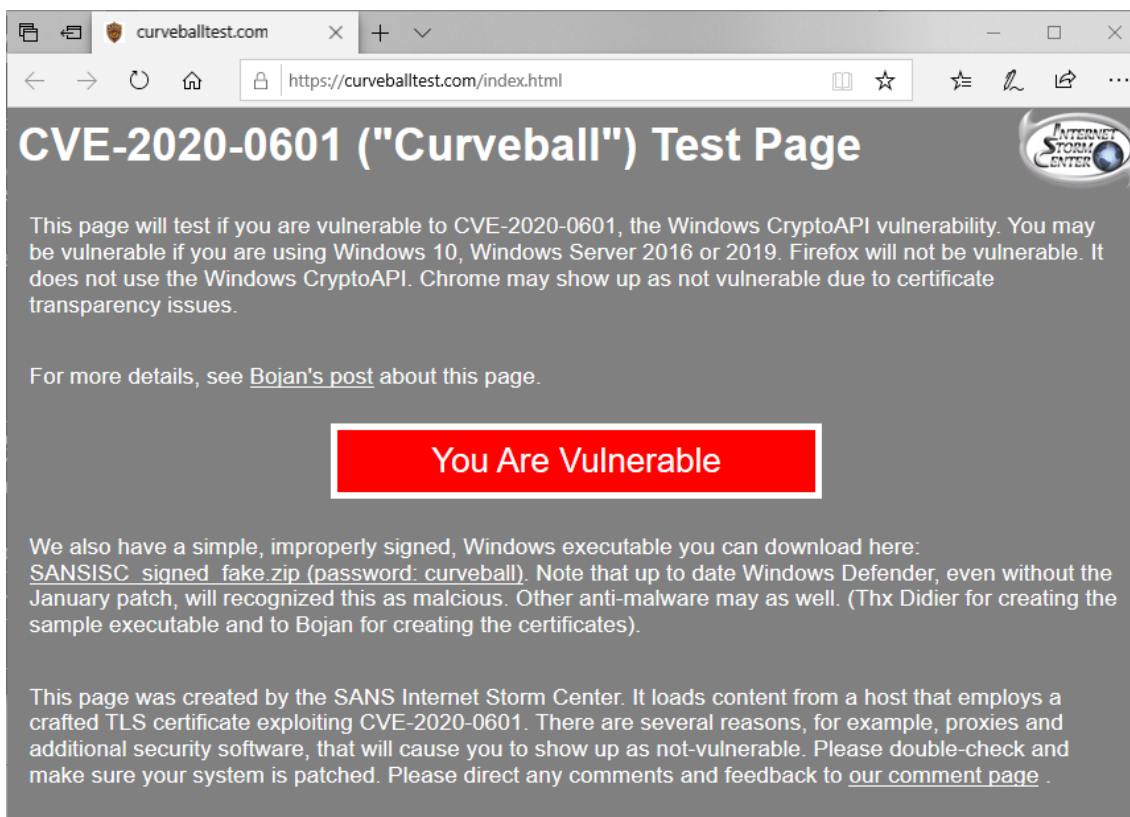 curveballtest.com
https://curveballtest.com/index.html
CVE-2020-0601 ("Curveball") Test Page
INTERNET
STORM
CENTER
This page will test if you are vulnerable to CVE-2020-0601, the Windows CryptoAPI vulnerability. You may
be vulnerable if you are using Windows 10, Windows Server 2016 or 2019. Firefox will not be vulnerable. It
does not use the Windows CryptoAPI. Chrome may show up as not vulnerable due to certificate
transparency issues.
For more details, see Bojan's post about this page.
You Are Vulnerable
We also have a simple, improperly signed, Windows executable you can download here:
SANSISC_signed_fake.zip (password: curveball). Note that up to date Windows Defender, even without the
January patch, will recognized this as malcious. Other anti-malware may as well. (Thx Didier for creating the
sample executable and to Bojan for creating the certificates).
This page was created by the SANS Internet Storm Center. It loads content from a host that employs a
crafted TLS certificate exploiting CVE-2020-0601. There are several reasons, for example, proxies and
additional security software, that will cause you to show up as not-vulnerable. Please double-check and
make sure your system is patched. Please direct any comments and feedback to our comment page .